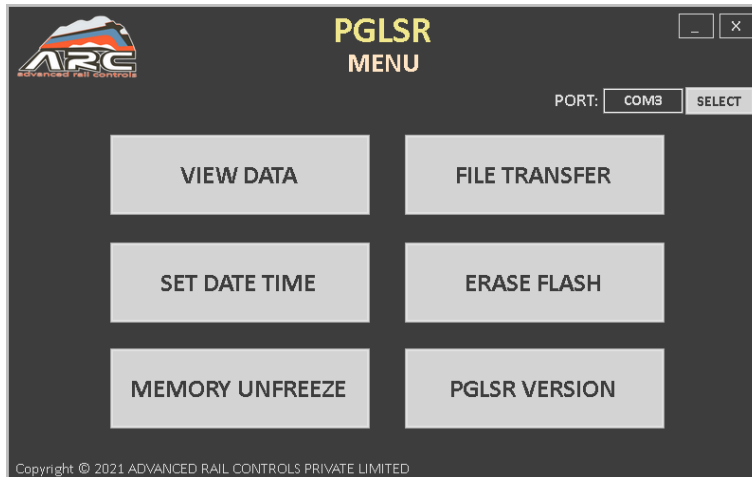 PGLSR
MENU
_ X
ARC
advanced rail controls
PORT: COM3 SELECT
VIEW DATA
FILE TRANSFER
SET DATE TIME
ERASE FLASH
MEMORY UNFREEZE
PGLSR VERSION
Copyright © 2021 ADVANCED RAIL CONTROLS PRIVATE LIMITED